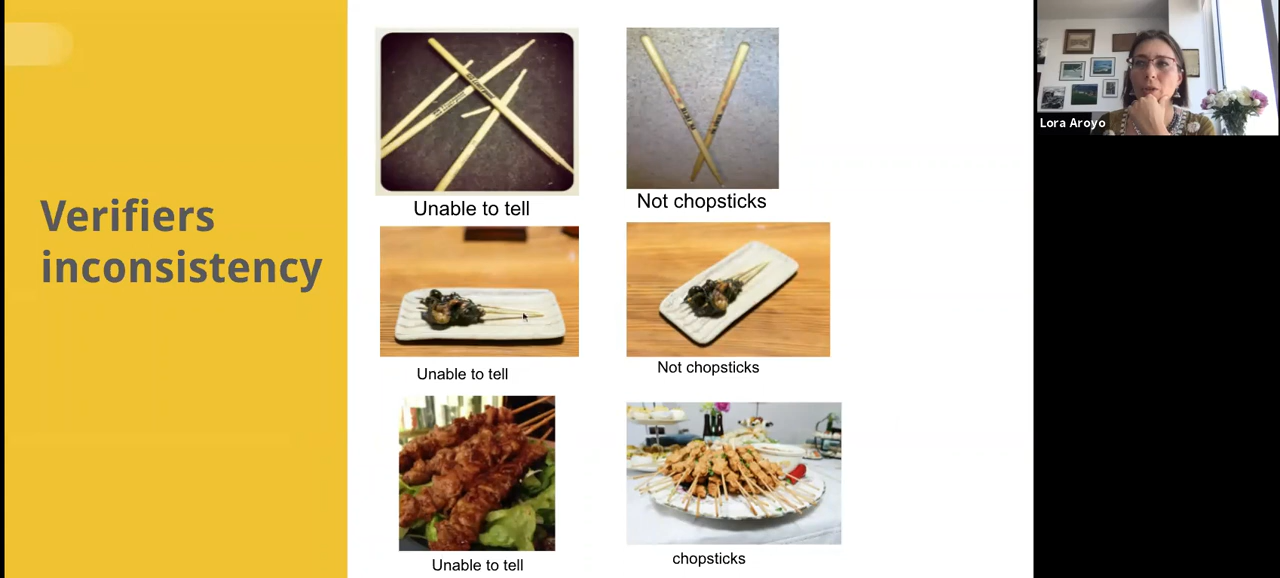 Verifiers
inconsistency
Unable to tell
Not chopsticks
Unable to tell
Not chopsticks
Unable to tell
chopsticks
Lora Aroyo